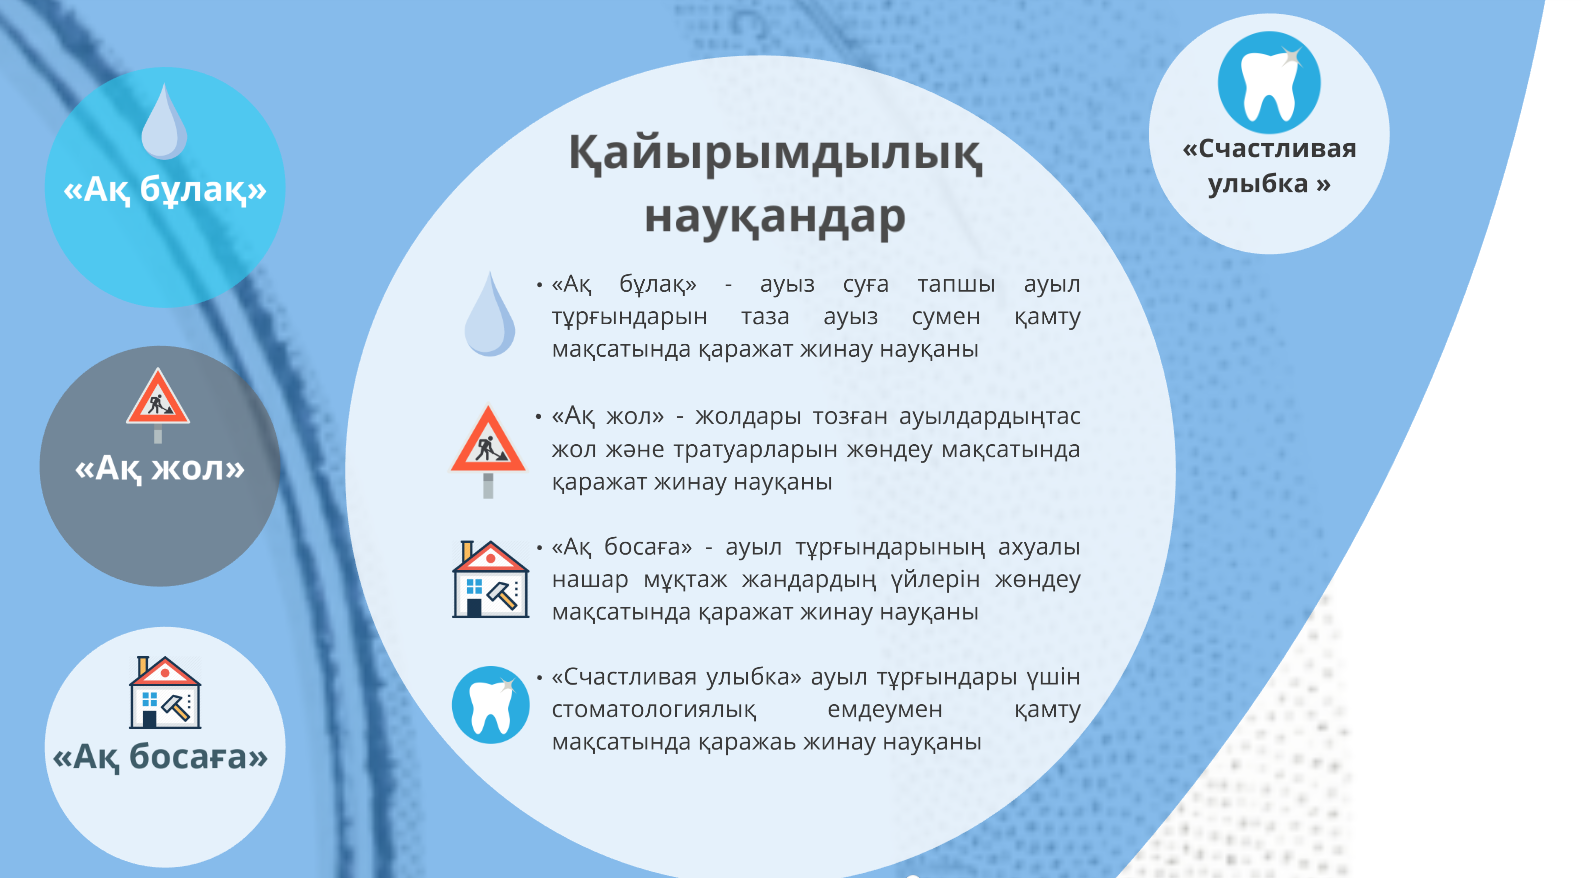 «Ақ бұлақ»
«Ақ жол»
«Ақ босаға»
Қайырымдылық
науқандар
• «Ақ бұлақ» - ауыз суға тапшы ауыл
тұрғындарын таза ауыз сумен қамту
мақсатында қаражат жинау науқаны
• «Ақ жол» - жолдары тозған ауылдардыңтас
жол және тратуарларын жөндеу мақсатында
қаражат жинау науқаны
• «Ақ босаға» - ауыл тұрғындарының ахуалы
нашар мұқтаж жандардың үйлерін жөндеу
мақсатында қаражат жинау науқаны
• «Счастливая улыбка» ауыл тұрғындары үшін
стоматологиялық емдеумен қамту
мақсатында қаражаь жинау науқаны
«Счастливая
улыбка »